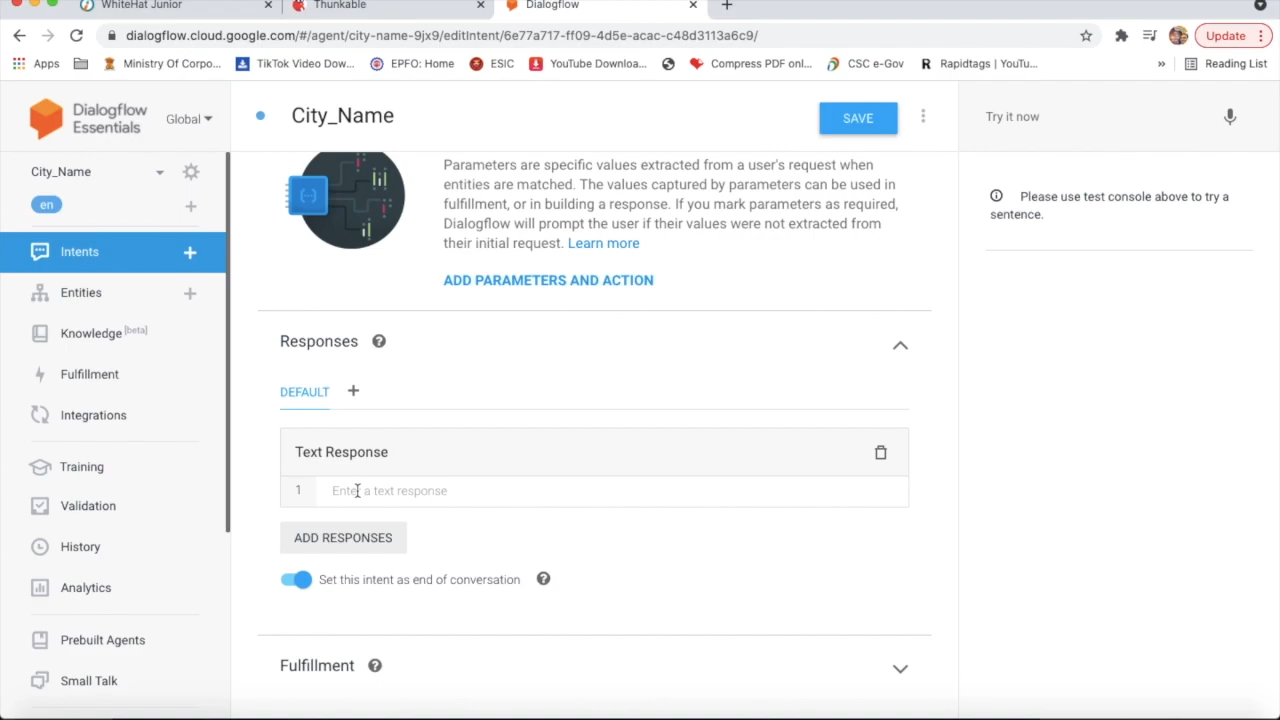 WhiteHat Junior
Thunkable
Dialogflow
dialogflow.cloud.google.com/#/agent/city-name-9jx9/editIntent/6e77a717-ff09-4d5e-acac-c48d3113a6c9/
Update
Apps
Ministry Of Corpo...
TikTok Video Dow...
EPFO: Home
ESIC
YouTube Downloa...
Compress PDF onl...
CSC e-Gov
Rapidtags | YouTu...
»
Reading List
Dialogflow
Essentials
Global
City_Name
SAVE
Try it now
City_Name
en
Intents
Entities
Knowledge [beta]
Fulfillment
Integrations
Training
Validation
History
Analytics
Prebuilt Agents
Small Talk
Parameters are specific values extracted from a user's request when
entities are matched. The values captured by parameters can be used in
fulfillment, or in building a response. If you mark parameters as required,
Dialogflow will prompt the user if their values were not extracted from
their initial request. Learn more
ADD PARAMETERS AND ACTION
Responses
DEFAULT
Text Response
1
Enter a text response
ADD RESPONSES
Set this intent as end of conversation
Fulfillment
Please use test console above to try a
sentence.